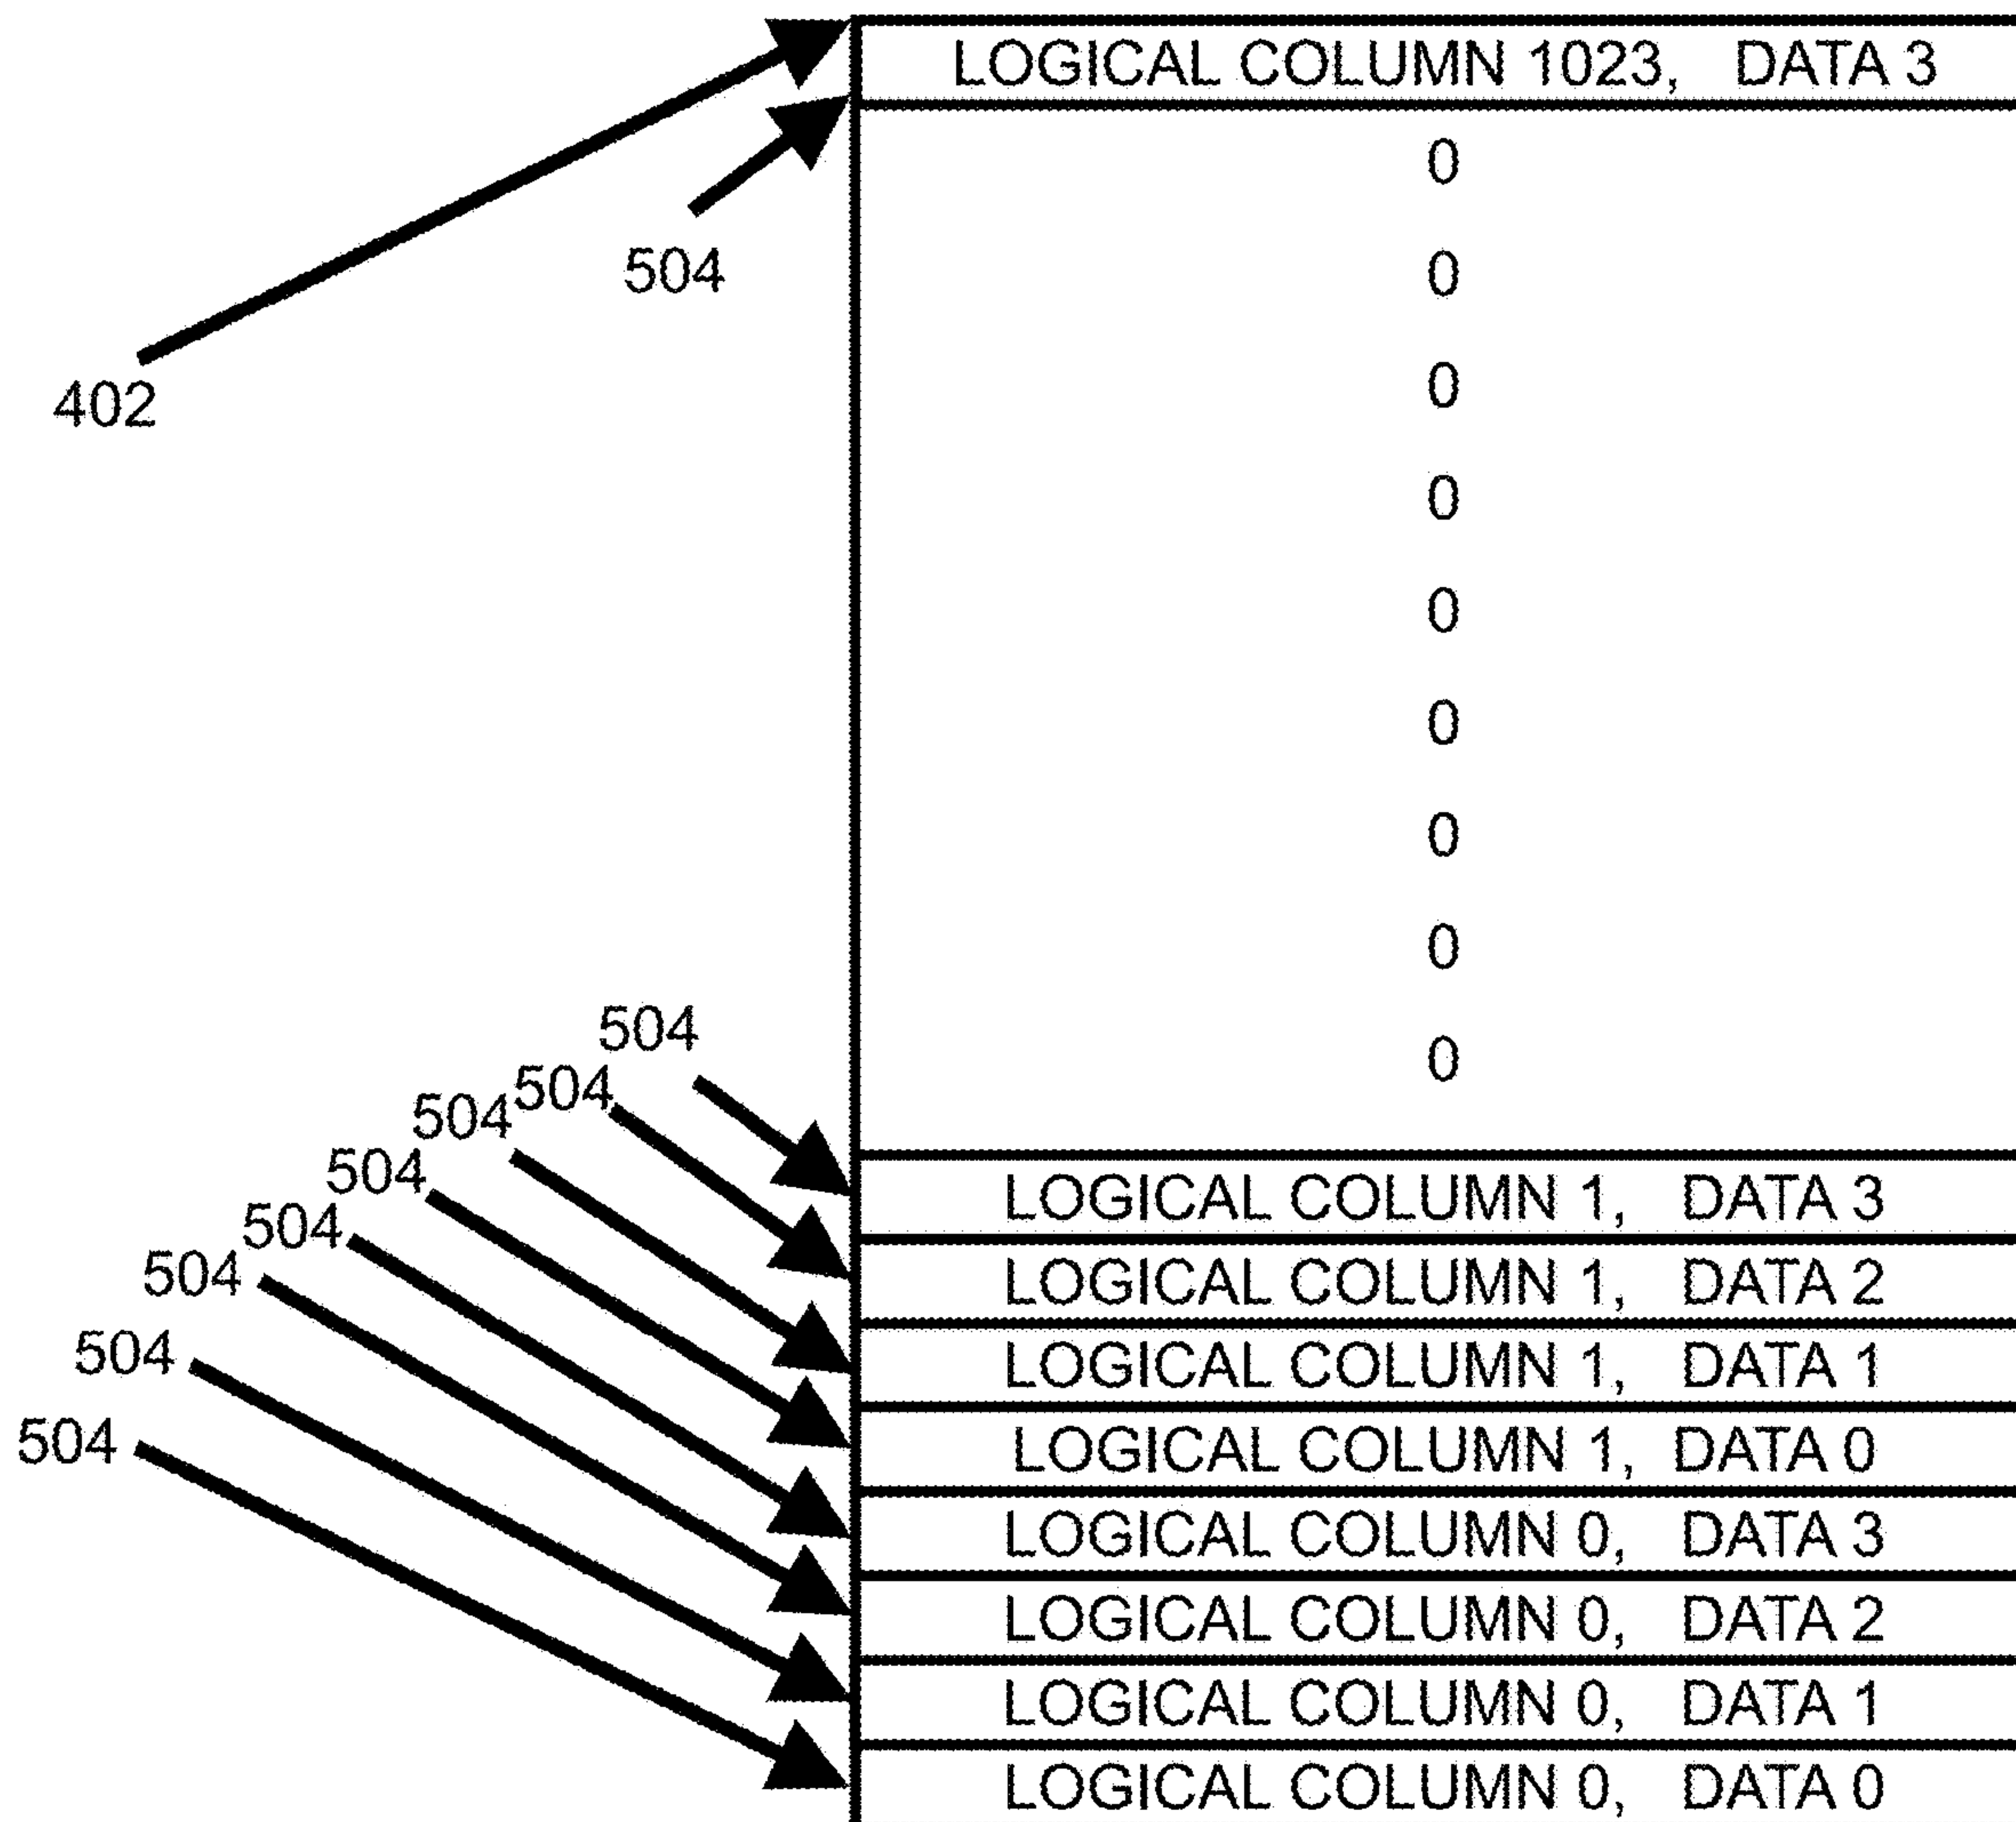 LOGICAL COLUMN 1023, DATA 3
0
504
0
0
402
0
0
0
0
0
504
0
504
504
504
LOGICAL COLUMN 1, DATA 3
504
504
LOGICAL COLUMN 1, DATA 2
504
LOGICAL COLUMN 1, DATA 1
504
LOGICAL COLUMN 1, DATA 0
LOGICAL COLUMN 0, DATA 3
LOGICAL COLUMN 0, DATA 2
LOGICAL COLUMN 0, DATA 1
LOGICAL COLUMN 0, DATA 0